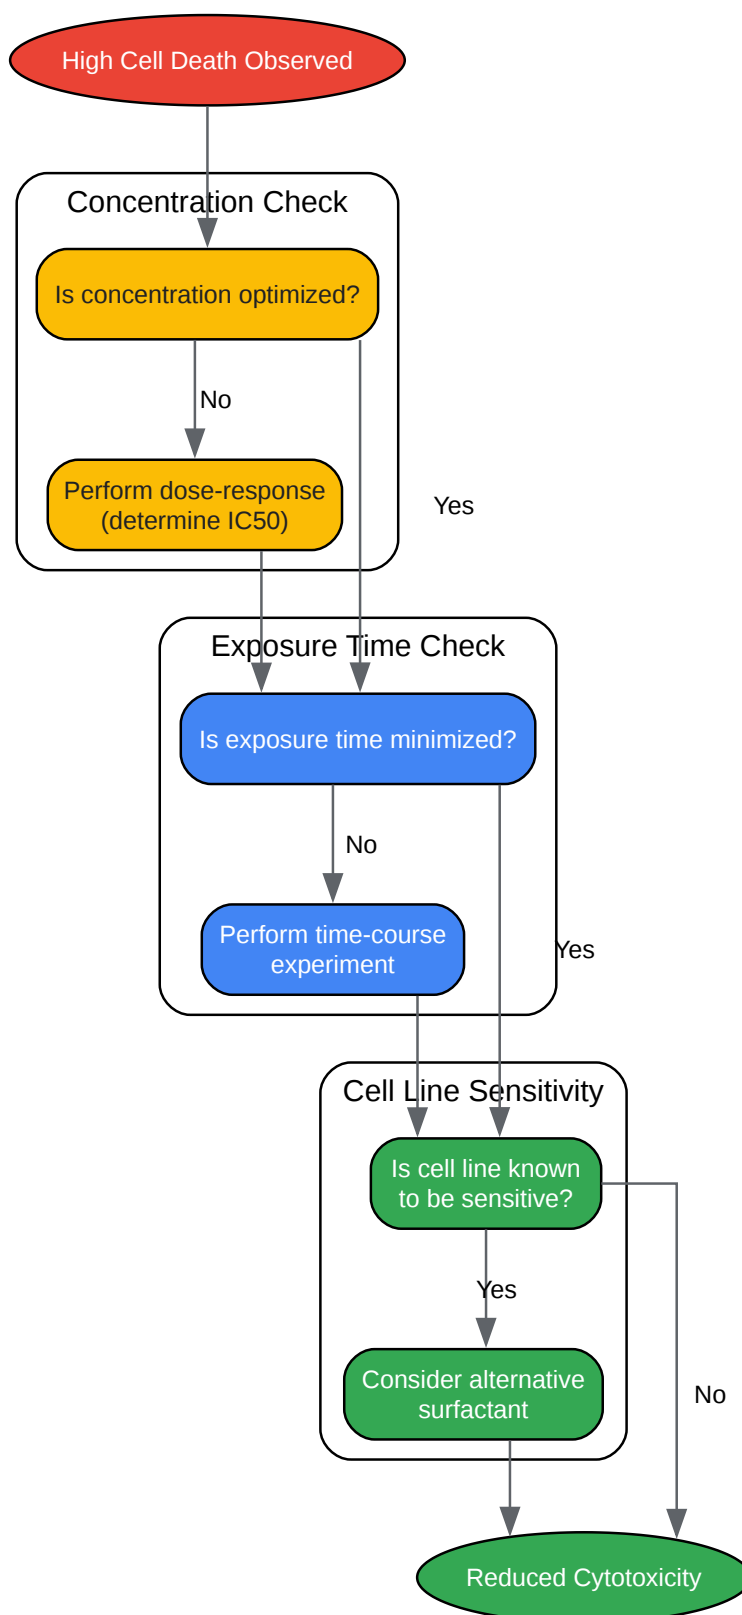 High Cell Death Observed
Concentration Check
Is concentration optimized?
No
Perform dose-response
(determine IC50)
Yes
Exposure Time Check
Is exposure time minimized?
No
Perform time-course
experiment
Yes
Cell Line Sensitivity
Is cell line known
to be sensitive?
Yes
Consider alternative
surfactant
No
Reduced Cytotoxicity